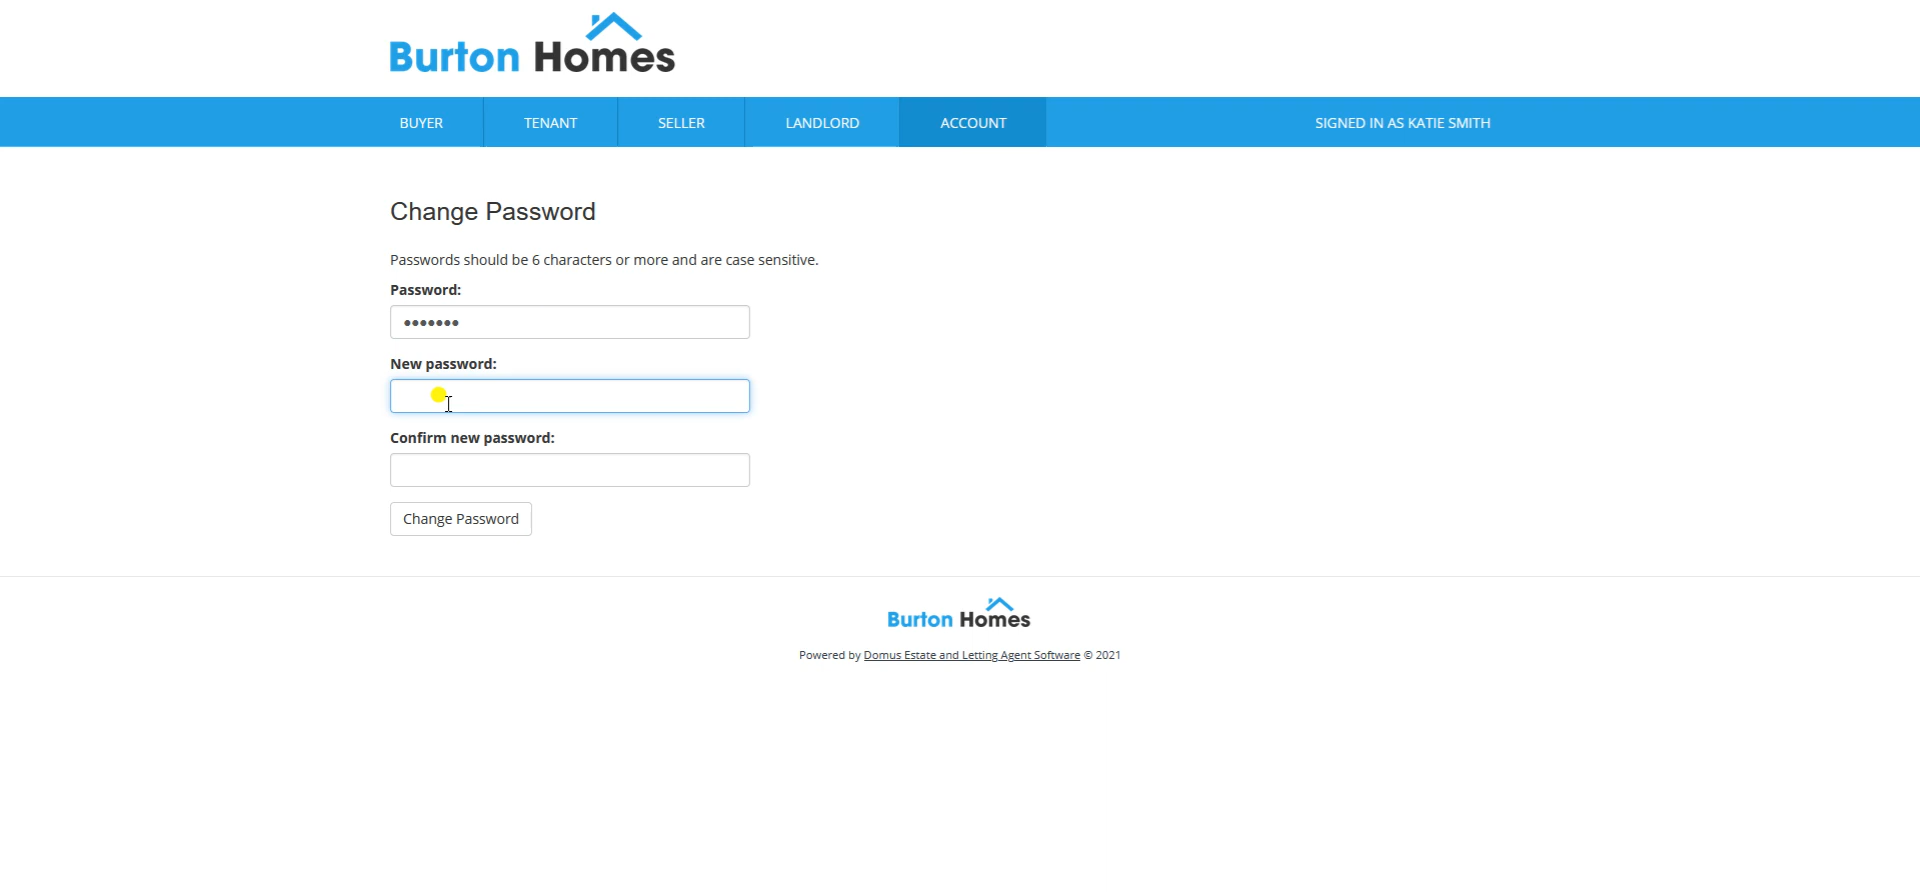 Burton Homes
BUYER TENANT SELLER LANDLORD ACCOUNT SIGNED IN AS KATIE SMITH
Change Password
Passwords should be 6 characters or more and are case sensitive.
Password:
•••••••
New password:
Confirm new password:
Change Password
Burton Homes
Powered by Domus Estate and Letting Agent Software © 2021